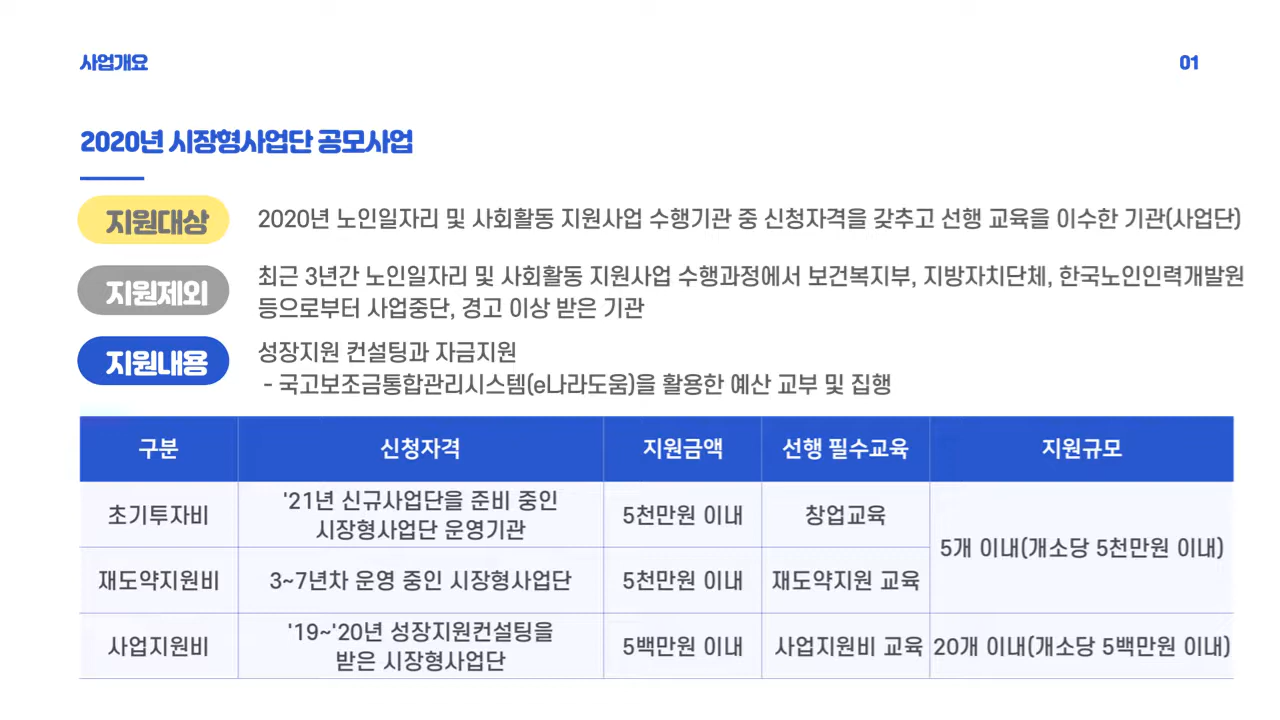 사업개요
01
2020년 시장형사업단 공모사업
지원대상
2020년 노인일자리 및 사회활동 지원사업 수행기관 중 신청자격을 갖추고 선행 교육을 이수한 기관(사업단)
지원제외
최근 3년간 노인일자리 및 사회활동 지원사업 수행과정에서 보건복지부, 지방자치단체, 한국노인인력개발원
등으로부터 사업중단, 경고 이상 받은 기관
지원내용
성장지원 컨설팅과 자금지원
- 국고보조금통합관리시스템(e나라도움)을 활용한 예산 교부 및 집행
구분 신청자격 지원금액 선행 필수교육 지원규모
초기투자비
'21년 신규사업단을 준비 중인
시장형사업단 운영기관
5천만원 이내
창업교육
5개 이내(개소당 5천만원 이내)
재도약지원비
3~7년차 운영 중인 시장형사업단
5천만원 이내
재도약지원 교육
사업지원비
'19~'20년 성장지원컨설팅을
받은 시장형사업단
5백만원 이내
사업지원비 교육
20개 이내(개소당 5백만원 이내)